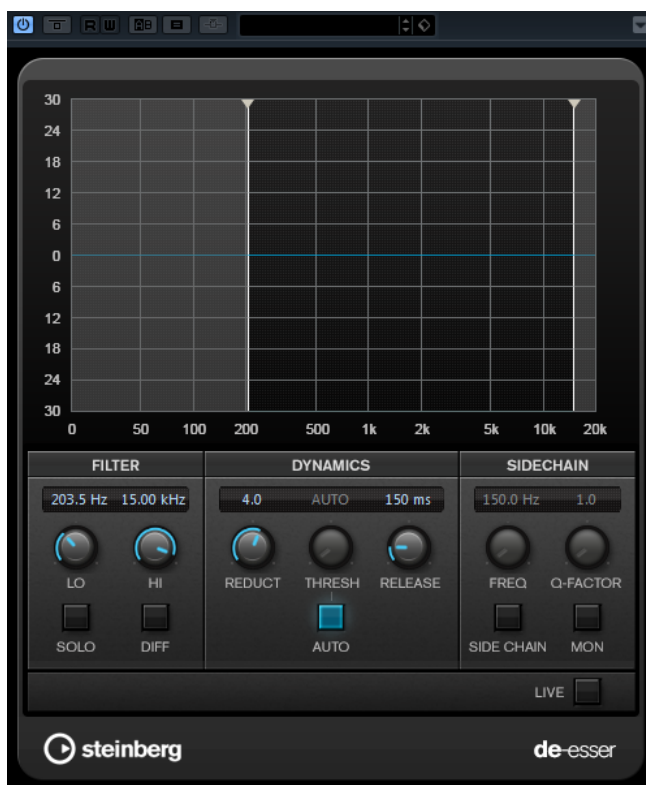 R W AB
30
24
18
12
6
0
6
12
18
24
30
0 50 100 200 500 1k 2k 5k 10k 20k
FILTER DYNAMICS SIDECHAIN
203.5 Hz 15.00 kHz 4.0 AUTO 150 ms 150.0 Hz 1.0
LO HI REDUCT THRESH RELEASE FREQ Q-FACTOR
SOLO DIFF AUTO SIDE CHAIN MON
LIVE
steinberg de-esser